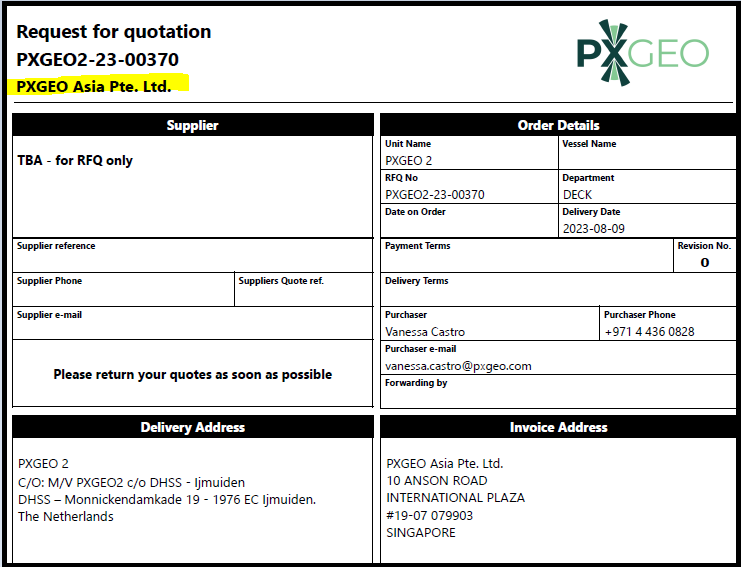 Request for quotation
PXGEO2-23-00370
PXGEO Asia Pte. Ltd.
PXGEO
Supplier
TBA - for RFQ only
Supplier reference
Supplier Phone
Suppliers Quote ref.
Supplier e-mail
Please return your quotes as soon as possible
Order Details
Unit Name
Vessel Name
PXGEO 2
RFQ No
Department
PXGEO2-23-00370
DECK
Date on Order
Delivery Date
2023-08-09
Payment Terms
Revision No.
0
Delivery Terms
Purchaser
Purchaser Phone
Vanessa Castro
+971 4 436 0828
Purchaser e-mail
vanessa.castro@pxgeo.com
Forwarding by
Delivery Address
PXGEO 2
C/O: M/V PXGEO2 c/o DHSS - Ijmuiden
DHSS – Monnickendamkade 19 - 1976 EC Ijmuiden.
The Netherlands
Invoice Address
PXGEO Asia Pte. Ltd.
10 ANSON ROAD
INTERNATIONAL PLAZA
#19-07 079903
SINGAPORE